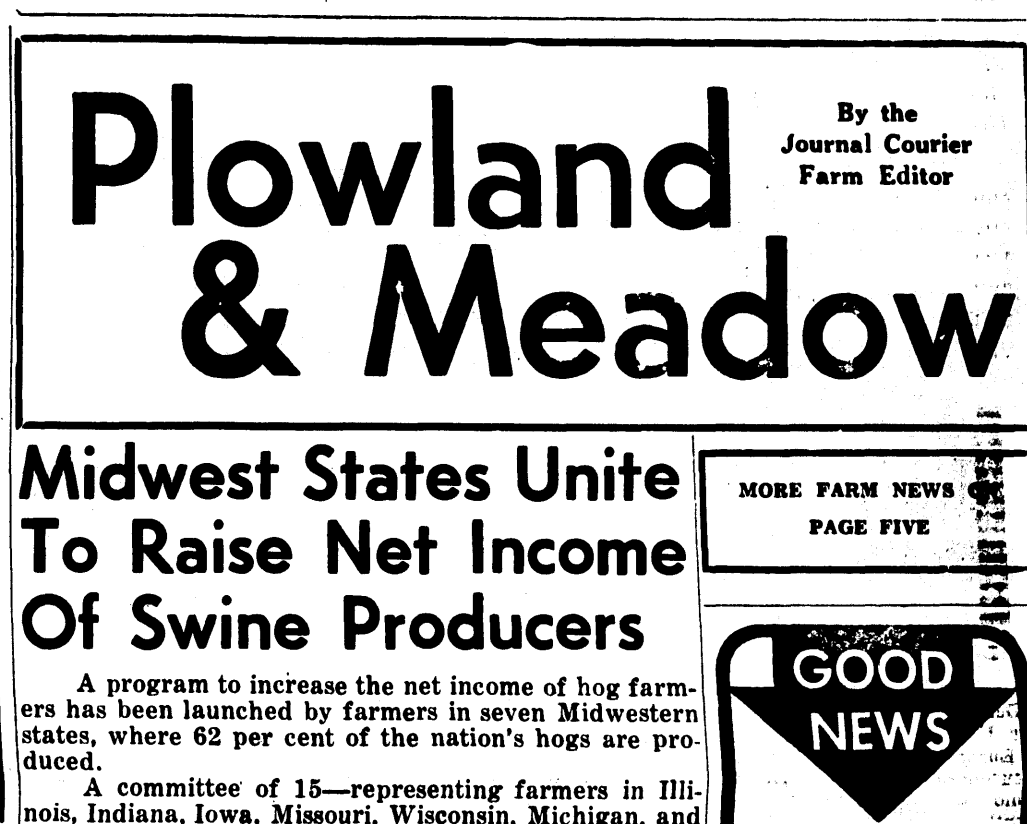 Plowland
& Meadow
By the
Journal Courier
Farm Editor
Midwest States Unite
To Raise Net Income
Of Swine Producers
A program to increase the net income of hog farm-
ers has been launched by farmers in seven Midwestern
states, where 62 per cent of the nation's hogs are pro-
duced.
A committee of 15—representing farmers in Illi-
nois, Indiana, Iowa, Missouri, Wisconsin, Michigan, and
MORE FARM NEWS
PAGE FIVE
GOOD
NEWS